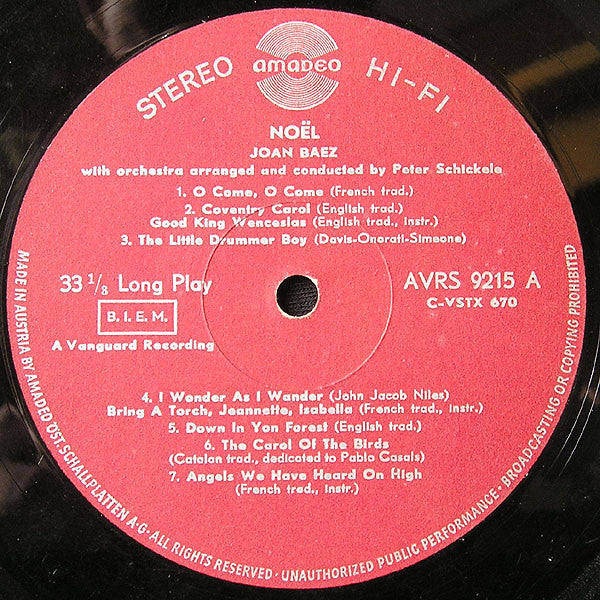 STEREO amadeo HI-FI
NOËL
JOAN BAEZ
with orchestra arranged and conducted by Peter Schickele
1. O Come, O Come (French trad.)
2. Coventry Carol (English trad.)
Good King Wenceslas (English trad., instr.)
3. The Little Drummer Boy (Davis-Onorati-Simeone)
33 1/3 Long Play
AVRS 9215 A
C-VSTX 670
B. I. E. M.
A Vanguard Recording
4. I Wonder As I Wander (John Jacob Niles)
Bring A Torch, Jeannette, Isabella (French trad., instr.)
5. Down In Yon Forest (English trad.)
6. The Carol Of The Birds
(Catalan trad., dedicated to Pablo Casals)
7. Angels We Have Heard On High
(French trad., instr.)
MADE IN AUSTRIA BY AMADEO ÖST. SCHALLPLATTEN A·G · ALL RIGHTS RESERVED · UNAUTHORIZED PUBLIC PERFORMANCE · BROADCASTING OR COPYING PROHIBITED